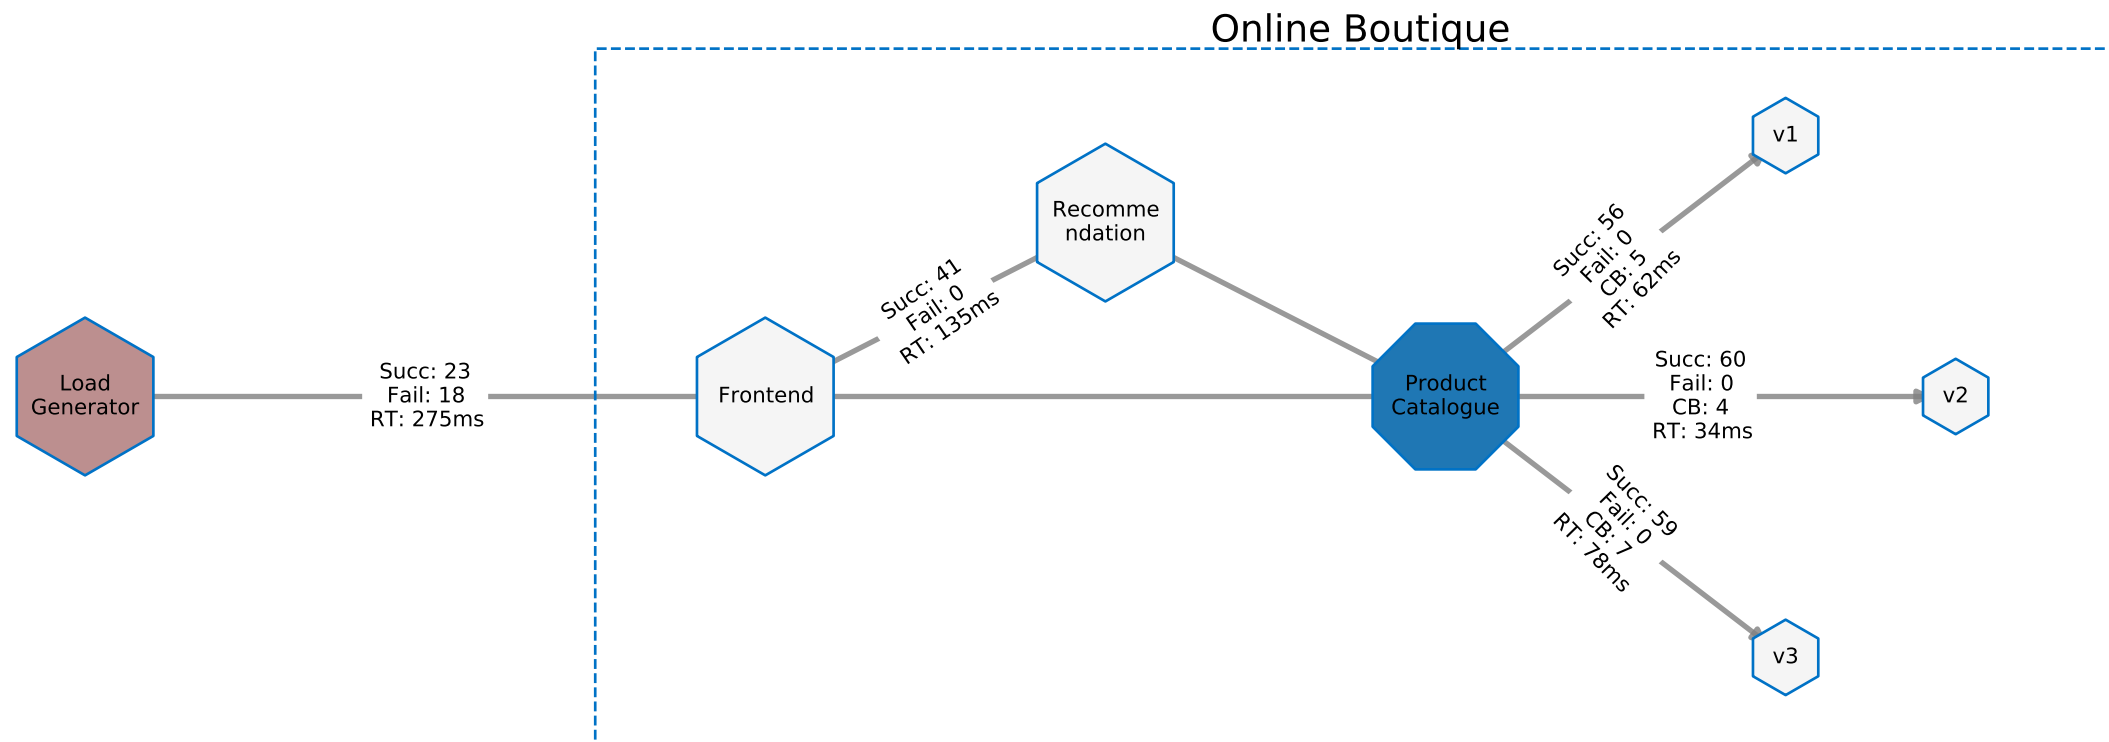 Online Boutique
Load
Generator
Succ: 23
Fail: 18
RT: 275ms
Frontend
Succ: 41
Fail: 0
RT: 135ms
Recomme
ndation
Product
Catalogue
Succ: 56
Fail: 0
CB: 5
RT: 62ms
v1
Succ: 60
Fail: 0
CB: 4
RT: 34ms
v2
Succ: 59
Fail: 0
CB: 7
RT: 78ms
v3